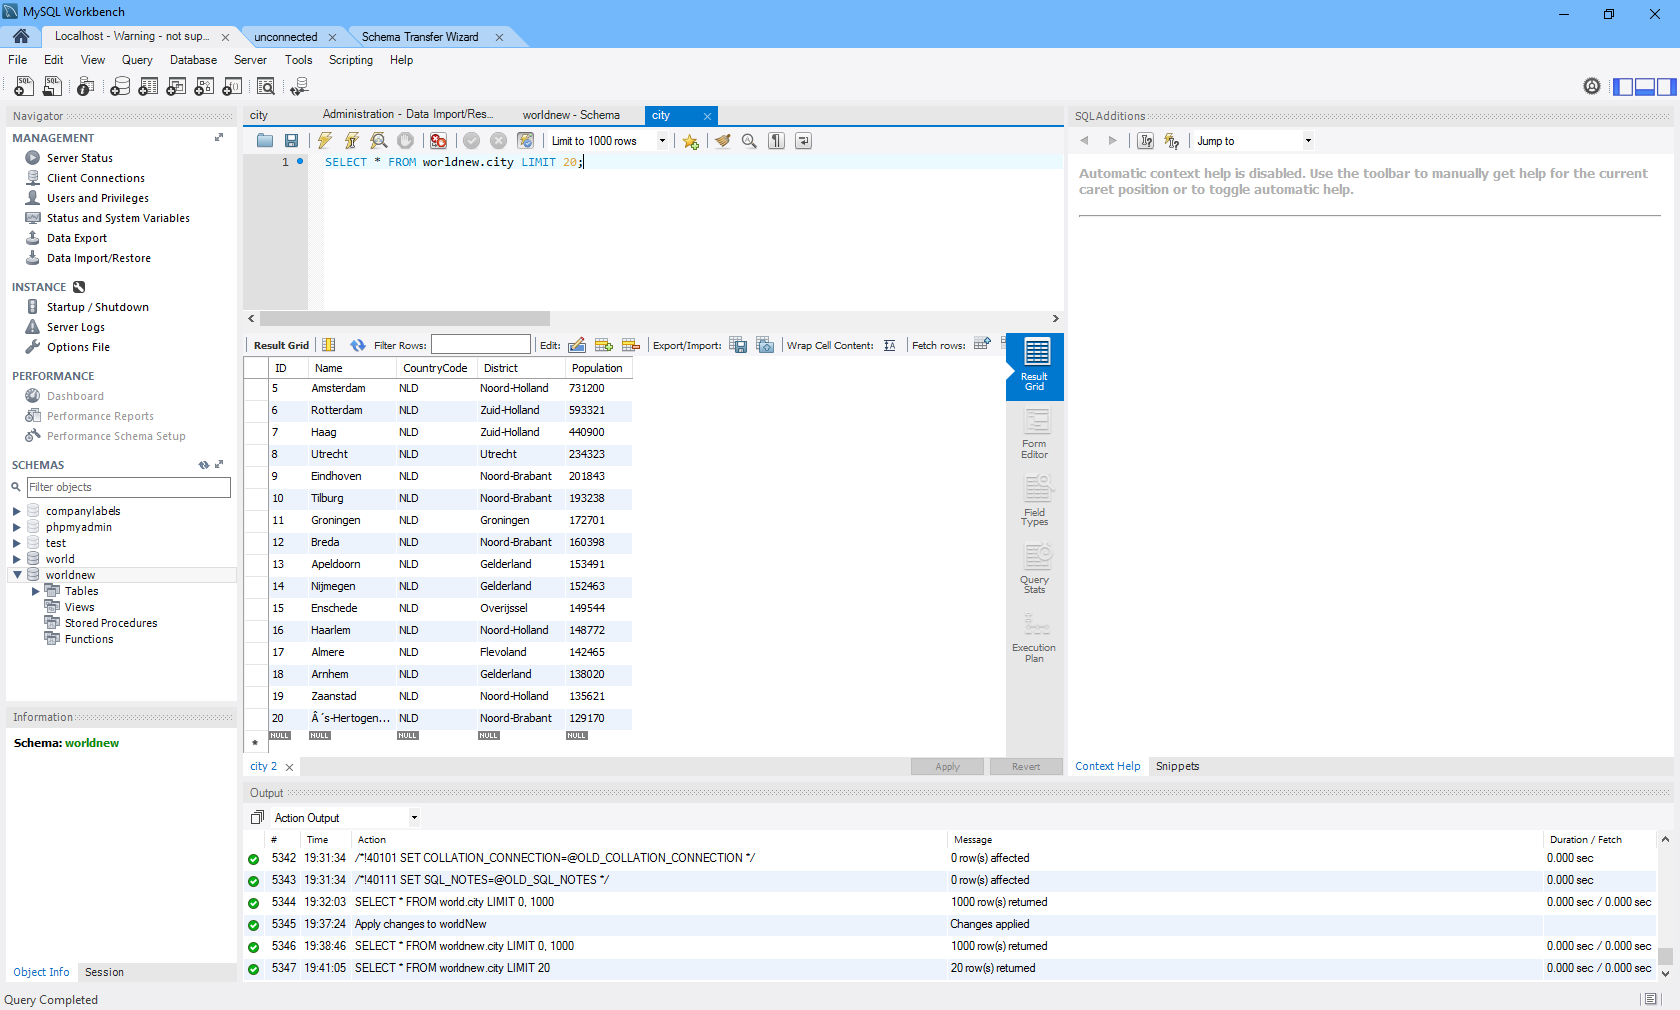 MySQL Workbench
Localhost - Warning - not sup...
unconnected
Schema Transfer Wizard
File Edit View Query Database Server Tools Scripting Help
Navigator
MANAGEMENT
Server Status
Client Connections
Users and Privileges
Status and System Variables
Data Export
Data Import/Restore
INSTANCE
Startup / Shutdown
Server Logs
Options File
PERFORMANCE
Dashboard
Performance Reports
Performance Schema Setup
SCHEMAS
Filter objects
companylabels
phpmyadmin
test
world
worldnew
Tables
Views
Stored Procedures
Functions
Information
Schema: worldnew
Object Info Session
city
Administration - Data Import/Res...
worldnew - Schema
city
Limit to 1000 rows
1 SELECT * FROM worldnew.city LIMIT 20;
Result Grid Filter Rows: Edit: Export/Import: Wrap Cell Content: Fetch rows:
ID Name CountryCode District Population
5 Amsterdam NLD Noord-Holland 731200
6 Rotterdam NLD Zuid-Holland 593321
7 Haag NLD Zuid-Holland 440900
8 Utrecht NLD Utrecht 234323
9 Eindhoven NLD Noord-Brabant 201843
10 Tilburg NLD Noord-Brabant 193238
11 Groningen NLD Groningen 172701
12 Breda NLD Noord-Brabant 160398
13 Apeldoorn NLD Gelderland 153491
14 Nijmegen NLD Gelderland 152463
15 Enschede NLD Overijssel 149544
16 Haarlem NLD Noord-Holland 148772
17 Almere NLD Flevoland 142465
18 Arnhem NLD Gelderland 138020
19 Zaanstad NLD Noord-Holland 135621
20 Â´s-Hertogen... NLD Noord-Brabant 129170
* NULL NULL NULL NULL NULL
Result
Grid
Form
Editor
Field
Types
Query
Stats
Execution
Plan
city 2
Apply Revert
SQLAdditions
Jump to
Automatic context help is disabled. Use the toolbar to manually get help for the current
caret position or to toggle automatic help.
Context Help Snippets
Output
Action Output
# Time Action Message Duration / Fetch
5342 19:31:34 /*!40101 SET COLLATION_CONNECTION=@OLD_COLLATION_CONNECTION */ 0 row(s) affected 0.000 sec
5343 19:31:34 /*!40111 SET SQL_NOTES=@OLD_SQL_NOTES */ 0 row(s) affected 0.000 sec
5344 19:32:03 SELECT * FROM world.city LIMIT 0, 1000 1000 row(s) returned 0.000 sec / 0.000 sec
5345 19:37:24 Apply changes to worldNew Changes applied
5346 19:38:46 SELECT * FROM worldnew.city LIMIT 0, 1000 1000 row(s) returned 0.000 sec / 0.000 sec
5347 19:41:05 SELECT * FROM worldnew.city LIMIT 20 20 row(s) returned 0.000 sec / 0.000 sec
Query Completed